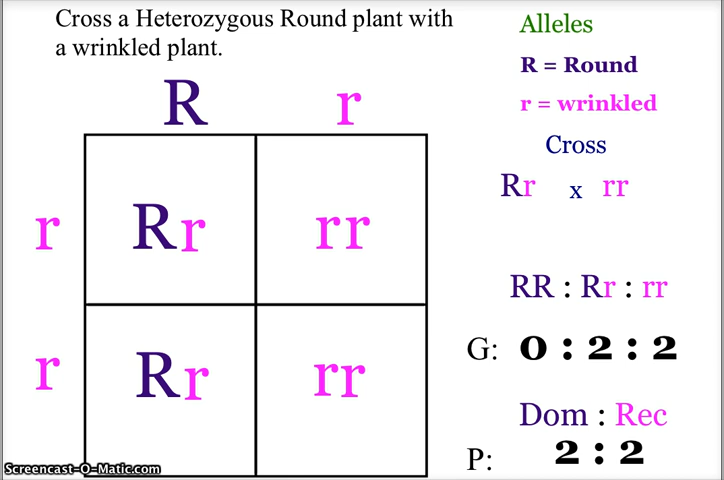 Cross a Heterozygous Round plant with
a wrinkled plant.
Alleles
R = Round
r = wrinkled
Cross
Rr x rr
R r
r Rr rr
r Rr rr
RR : Rr : rr
G: 0 : 2 : 2
Dom : Rec
P: 2 : 2
Screencast-O-Matic.com